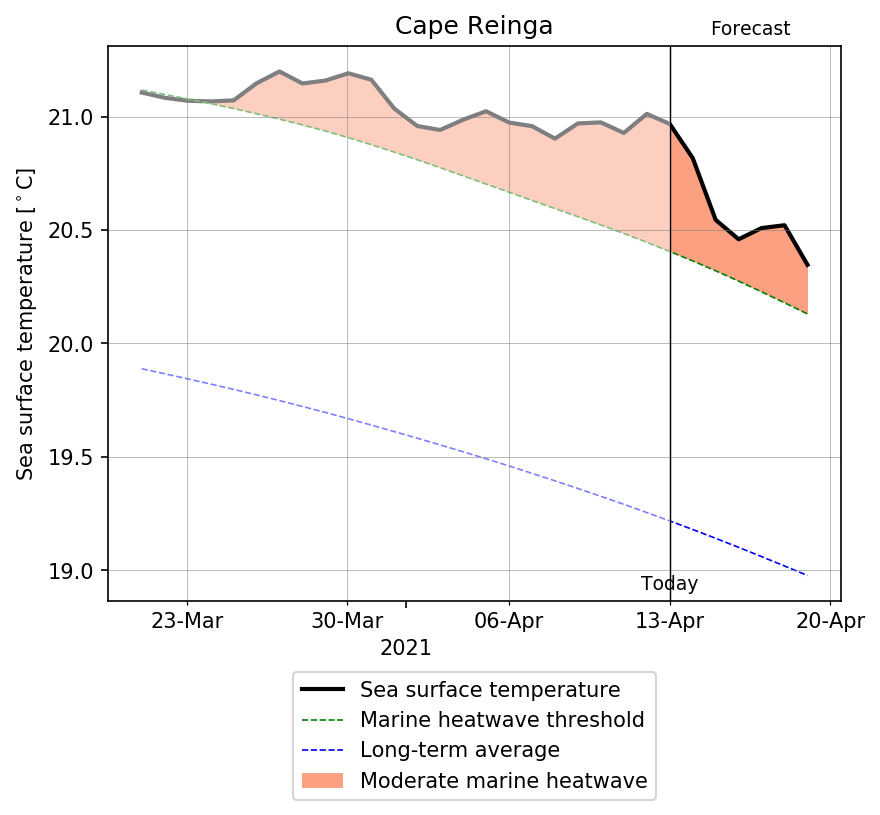 Cape Reinga
Forecast
Sea surface temperature [°C]
21.0
20.5
20.0
19.5
19.0
Today
23-Mar
30-Mar
06-Apr
13-Apr
20-Apr
2021
Sea surface temperature
Marine heatwave threshold
Long-term average
Moderate marine heatwave